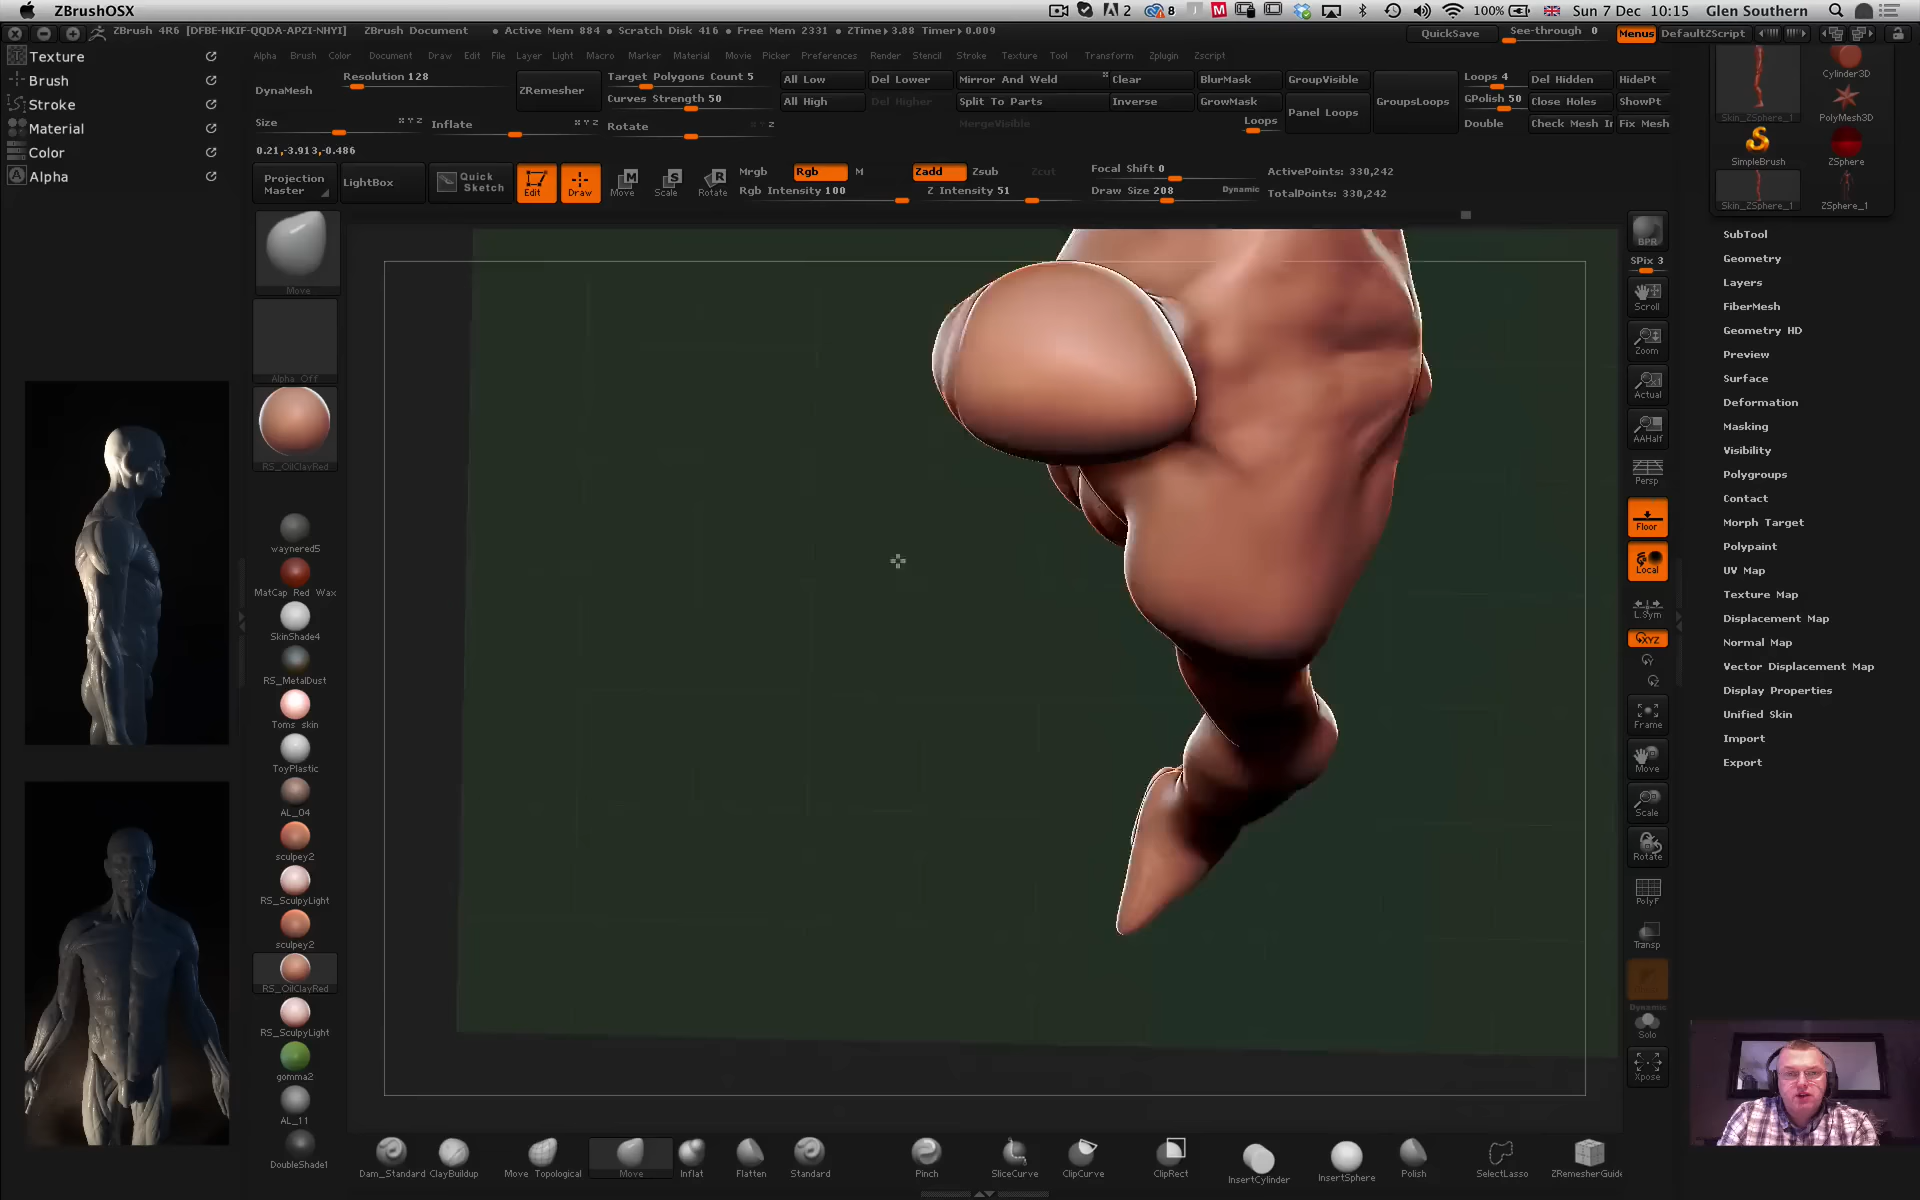 ZBrushOSX
2
8
100%
Sun 7 Dec 10:15
Glen Southern
ZBrush 4R6 [DFBE-HKIF-QQDA-APZI-NHYI]
ZBrush Document
• Active Mem 884 • Scratch Disk 416 • Free Mem 2331 • ZTime▸3.88 Timer▸0.009
QuickSave
See-through 0
Menus
DefaultZScript
Alpha Brush Color Document Draw Edit File Layer Light Macro Marker Material Movie Picker Preferences Render Stencil Stroke Texture Tool Transform Zplugin Zscript
Texture
Brush
Stroke
Material
Color
Alpha
DynaMesh
Resolution 128
ZRemesher
Target Polygons Count 5
Curves Strength 50
All Low
Del Lower
Mirror And Weld
Clear
BlurMask
GroupVisible
GroupsLoops
Loops 4
Del Hidden
HidePt
All High
Del Higher
Split To Parts
Inverse
GrowMask
Panel Loops
GPolish 50
Close Holes
ShowPt
Size
X Y Z
Inflate
X Y Z
Rotate
MergeVisible
Loops
Double
Check Mesh Ir
Fix Mesh
0.21,-3.913,-0.486
Projection Master
LightBox
Quick Sketch
Edit
Draw
Move
Scale
Rotate
Mrgb
Rgb
M
Rgb Intensity 100
Zadd
Zsub
Zcut
Z Intensity 51
Focal Shift 0
Draw Size 208
Dynamic
ActivePoints: 330,242
TotalPoints: 330,242
Move
Alpha Off
RS_OilClayRed
waynered5
MatCap Red Wax
SkinShade4
RS_MetalDust
Toms skin
ToyPlastic
AL_04
sculpey2
RS_SculpyLight
sculpey2
RS_OilClayRed
RS_SculpyLight
gomma2
AL_11
DoubleShade1
BPR
SPix 3
Scroll
Zoom
Actual
AAHalf
Persp
Floor
Local
L.Sym
XYZ
Frame
Move
Scale
Rotate
PolyF
Transp
Dynamic
Solo
Xpose
Skin_ZSphere_1
Cylinder3D
PolyMesh3D
SimpleBrush
ZSphere
Skin_ZSphere_1
ZSphere_1
SubTool
Geometry
Layers
FiberMesh
Geometry HD
Preview
Surface
Deformation
Masking
Visibility
Polygroups
Contact
Morph Target
Polypaint
UV Map
Texture Map
Displacement Map
Normal Map
Vector Displacement Map
Display Properties
Unified Skin
Import
Export
Dam_Standard
ClayBuildup
Move Topological
Move
Inflat
Flatten
Standard
Pinch
SliceCurve
ClipCurve
ClipRect
InsertCylinder
InsertSphere
Polish
SelectLasso
ZRemesherGuide